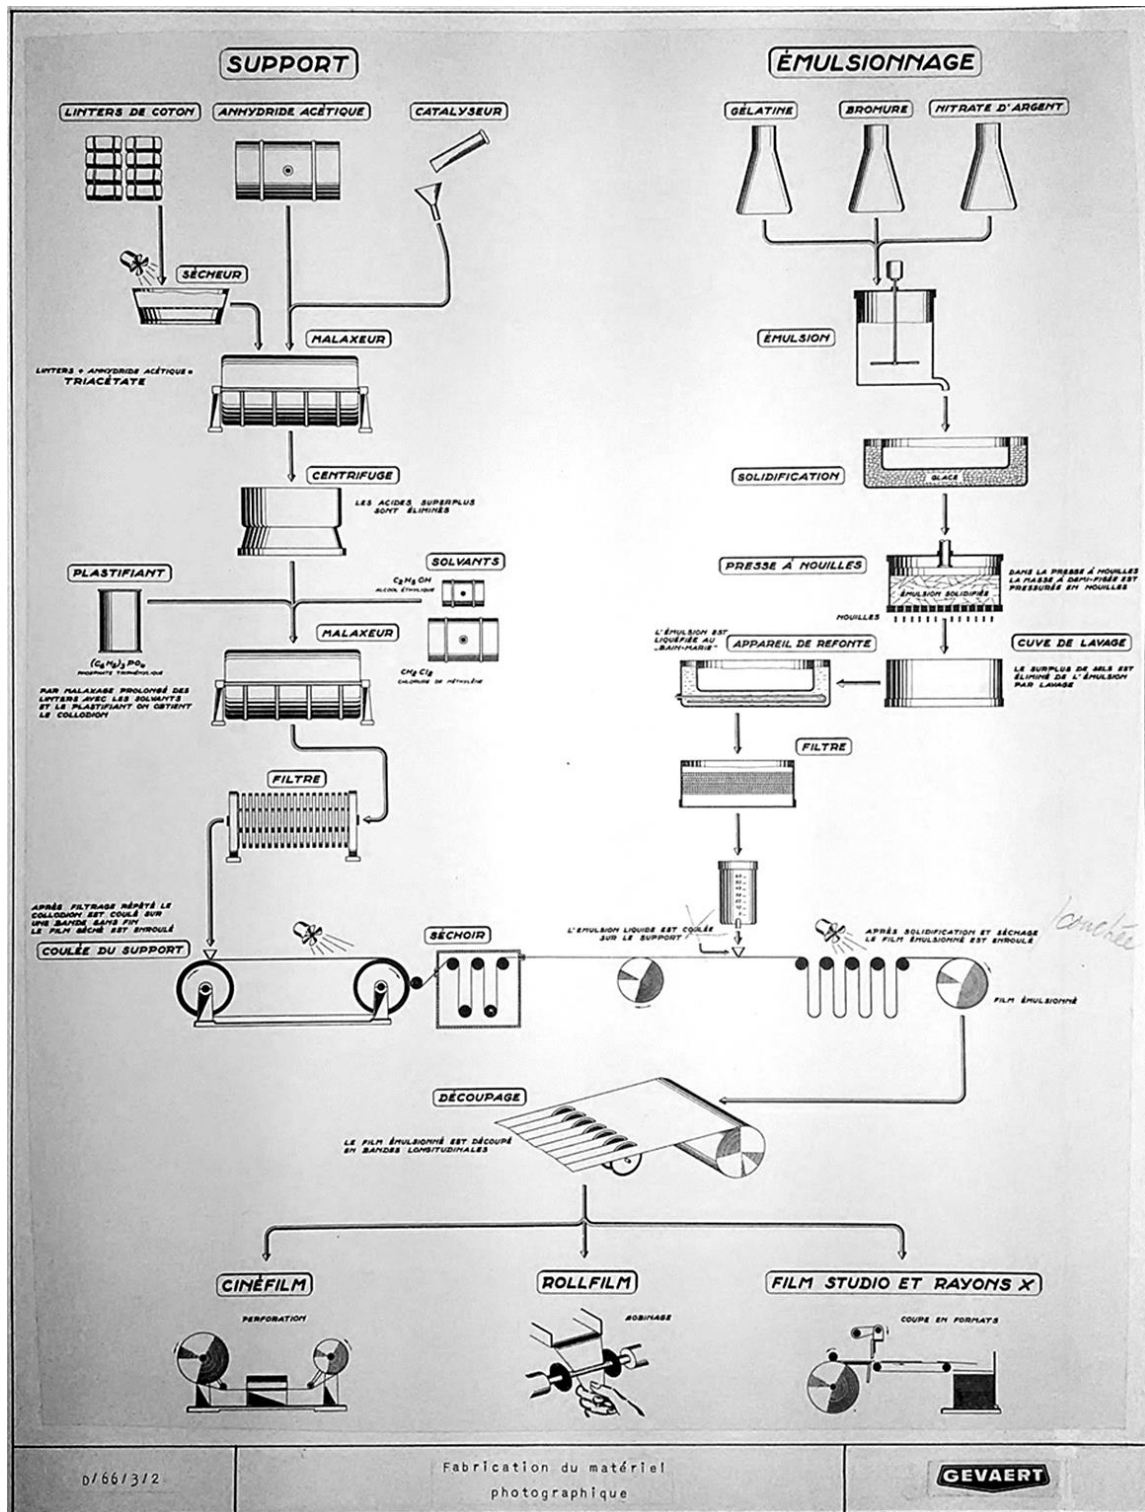 SUPPORT
LINTERS DE COTON
ANHYDRIDE ACÉTIQUE
CATALYSEUR
SÉCHEUR
MALAXEUR
LINTERS + ANHYDRIDE ACÉTIQUE =
TRIACÉTATE
CENTRIFUGE
LES ACIDES SUPERPLUS
SONT ÉLIMINÉS
PLASTIFIANT
(C6H5)3PO4
PHOSPHATE TRIPHÉNYLIQUE
SOLVANTS
C2H5OH
ALCOOL ÉTHYLIQUE
CH2Cl2
CHLORURE DE MÉTHYLÈNE
MALAXEUR
PAR MALAXAGE PROLONGÉ DES
LINTERS AVEC LES SOLVANTS
ET LE PLASTIFIANT ON OBTIENT
LE COLLODION
FILTRE
APRÈS FILTRAGE RÉPÉTÉ LE
COLLODION EST COULÉ SUR
UNE BANDE SANS FIN
LE FILM SÉCHÉ EST ENROULÉ
COULÉE DU SUPPORT
SÉCHOIR
ÉMULSIONNAGE
GÉLATINE
BROMURE
NITRATE D'ARGENT
ÉMULSION
SOLIDIFICATION
GLACE
PRESSE À NOUILLES
ÉMULSION SOLIDIFIÉE
NOUILLES
DANS LA PRESSE À NOUILLES
LA MASSE À DEMI-FIGÉE EST
PRESSURÉE EN NOUILLES
CUVE DE LAVAGE
LE SURPLUS DE SELS EST
ÉLIMINÉ DE L'ÉMULSION
PAR LAVAGE
L'ÉMULSION EST
LIQUÉFIÉE AU
„BAIN-MARIE"
APPAREIL DE REFONTE
FILTRE
L'ÉMULSION LIQUIDE EST COULÉE
SUR LE SUPPORT
APRÈS SOLIDIFICATION ET SÉCHAGE
LE FILM ÉMULSIONNÉ EST ENROULÉ
couchée
FILM ÉMULSIONNÉ
DÉCOUPAGE
LE FILM ÉMULSIONNÉ EST DÉCOUPÉ
EN BANDES LONGITUDINALES
CINÉFILM
PERFORATION
ROLLFILM
BOBINAGE
FILM STUDIO ET RAYONS X
COUPE EN FORMATS
D/66/3/2
Fabrication du matériel
photographique
GEVAERT